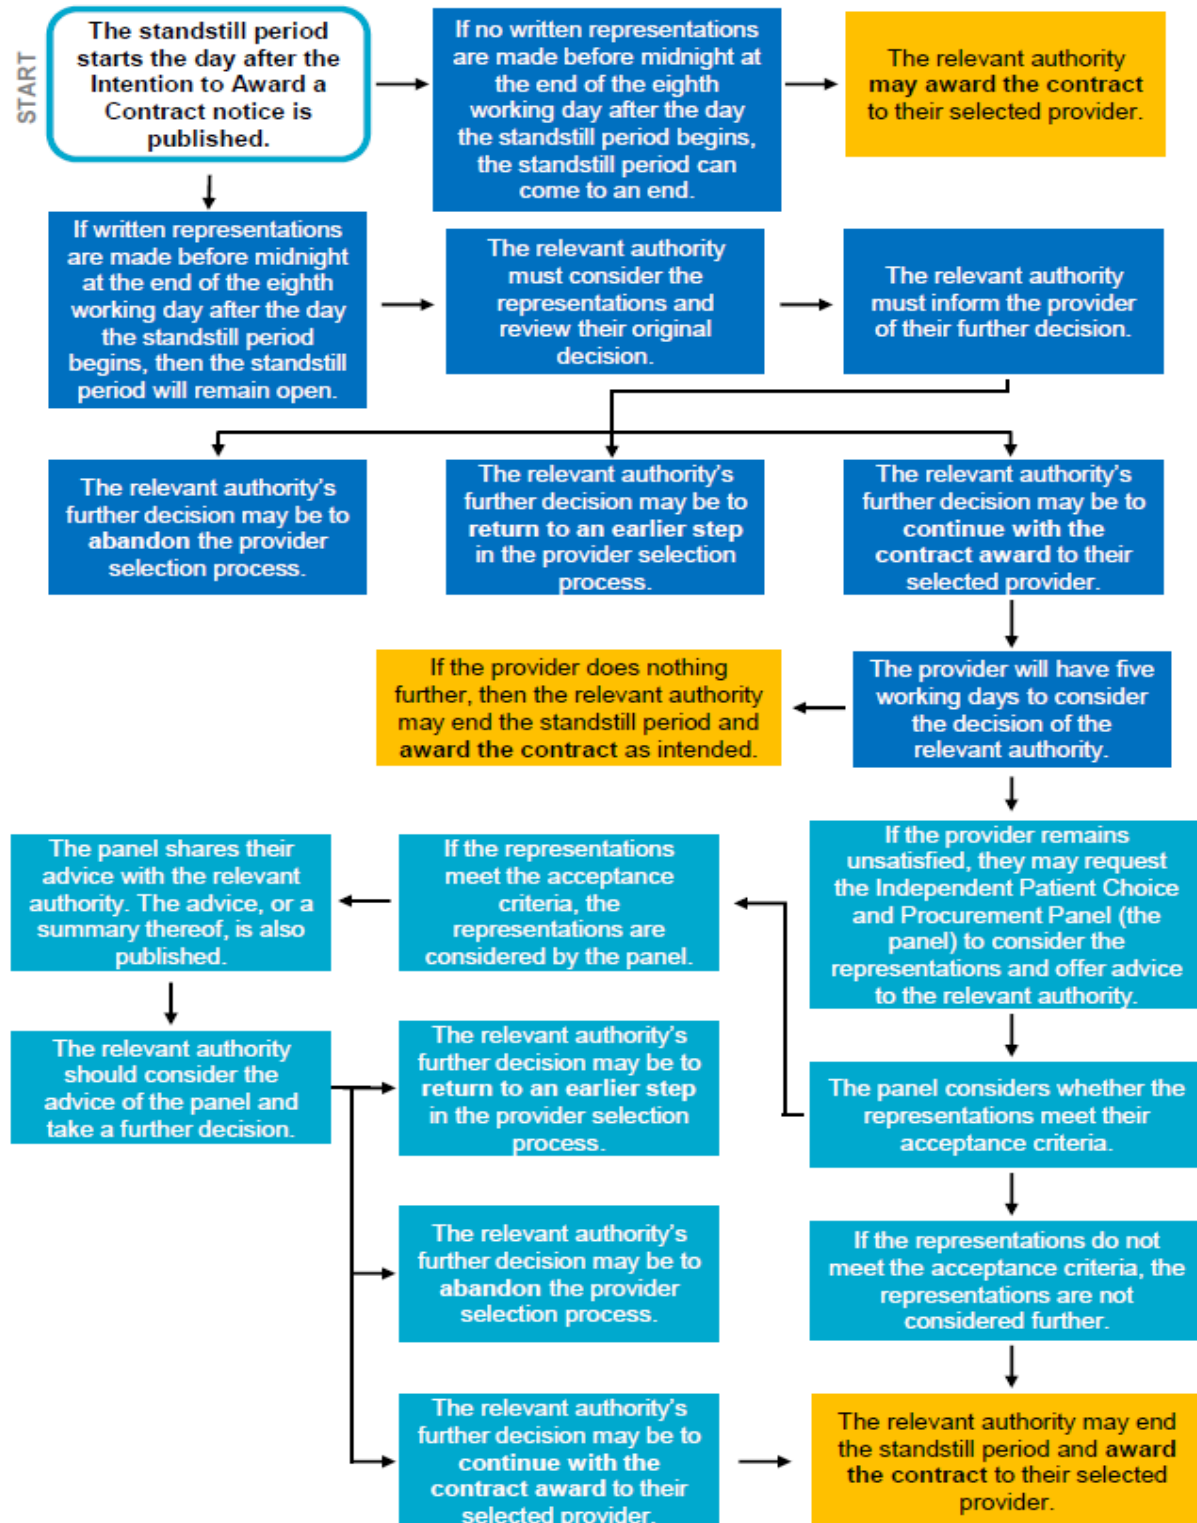 START
The standstill period
starts the day after the
Intention to Award a
Contract notice is
published.
If no written representations
are made before midnight at
the end of the eighth
working day after the day
the standstill period begins,
the standstill period can
come to an end.
The relevant authority
may award the contract
to their selected provider.
If written representations
are made before midnight
at the end of the eighth
working day after the day
the standstill period
begins, then the standstill
period will remain open.
The relevant authority
must consider the
representations and
review their original
decision.
The relevant authority
must inform the provider
of their further decision.
The relevant authority's
further decision may be to
abandon the provider
selection process.
The relevant authority's
further decision may be to
return to an earlier step
in the provider selection
process.
The relevant authority's
further decision may be to
continue with the
contract award to their
selected provider.
If the provider does nothing
further, then the relevant authority
may end the standstill period and
award the contract as intended.
The provider will have five
working days to consider
the decision of the
relevant authority.
The panel shares their
advice with the relevant
authority. The advice, or a
summary thereof, is also
published.
If the representations
meet the acceptance
criteria, the
representations are
considered by the panel.
If the provider remains
unsatisfied, they may request
the Independent Patient Choice
and Procurement Panel (the
panel) to consider the
representations and offer advice
to the relevant authority.
The relevant authority
should consider the
advice of the panel and
take a further decision.
The relevant authority's
further decision may be to
return to an earlier step
in the provider selection
process.
The panel considers whether the
representations meet their
acceptance criteria.
The relevant authority's
further decision may be to
abandon the provider
selection process.
If the representations do not
meet the acceptance criteria, the
representations are not
considered further.
The relevant authority's
further decision may be to
continue with the
contract award to their
selected provider.
The relevant authority may end
the standstill period and award
the contract to their selected
provider.